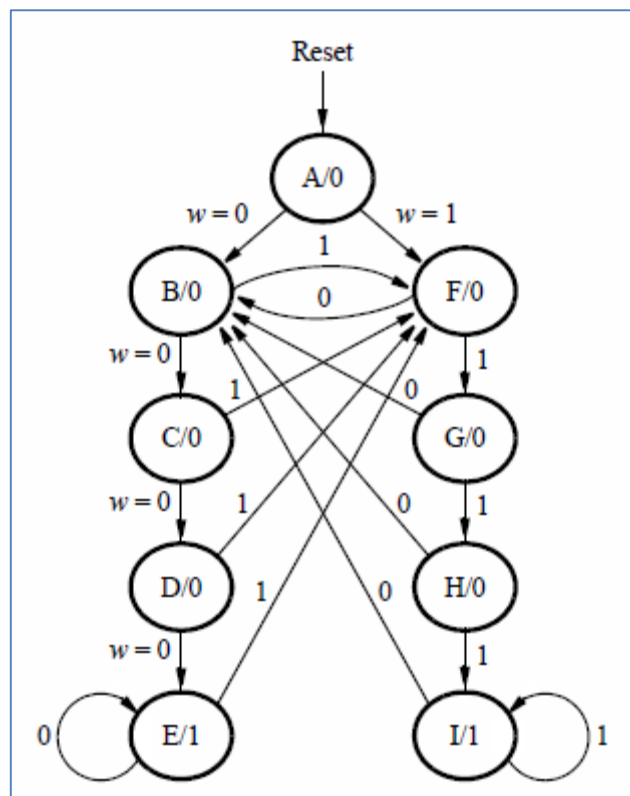 Reset
A/0
w = 0 w = 1
1
B/0 0 F/0
w = 0 1
1 0
C/0 G/0
w = 0 1 0 1
D/0 H/0
w = 0 1 0 1
0 E/1 I/1 1